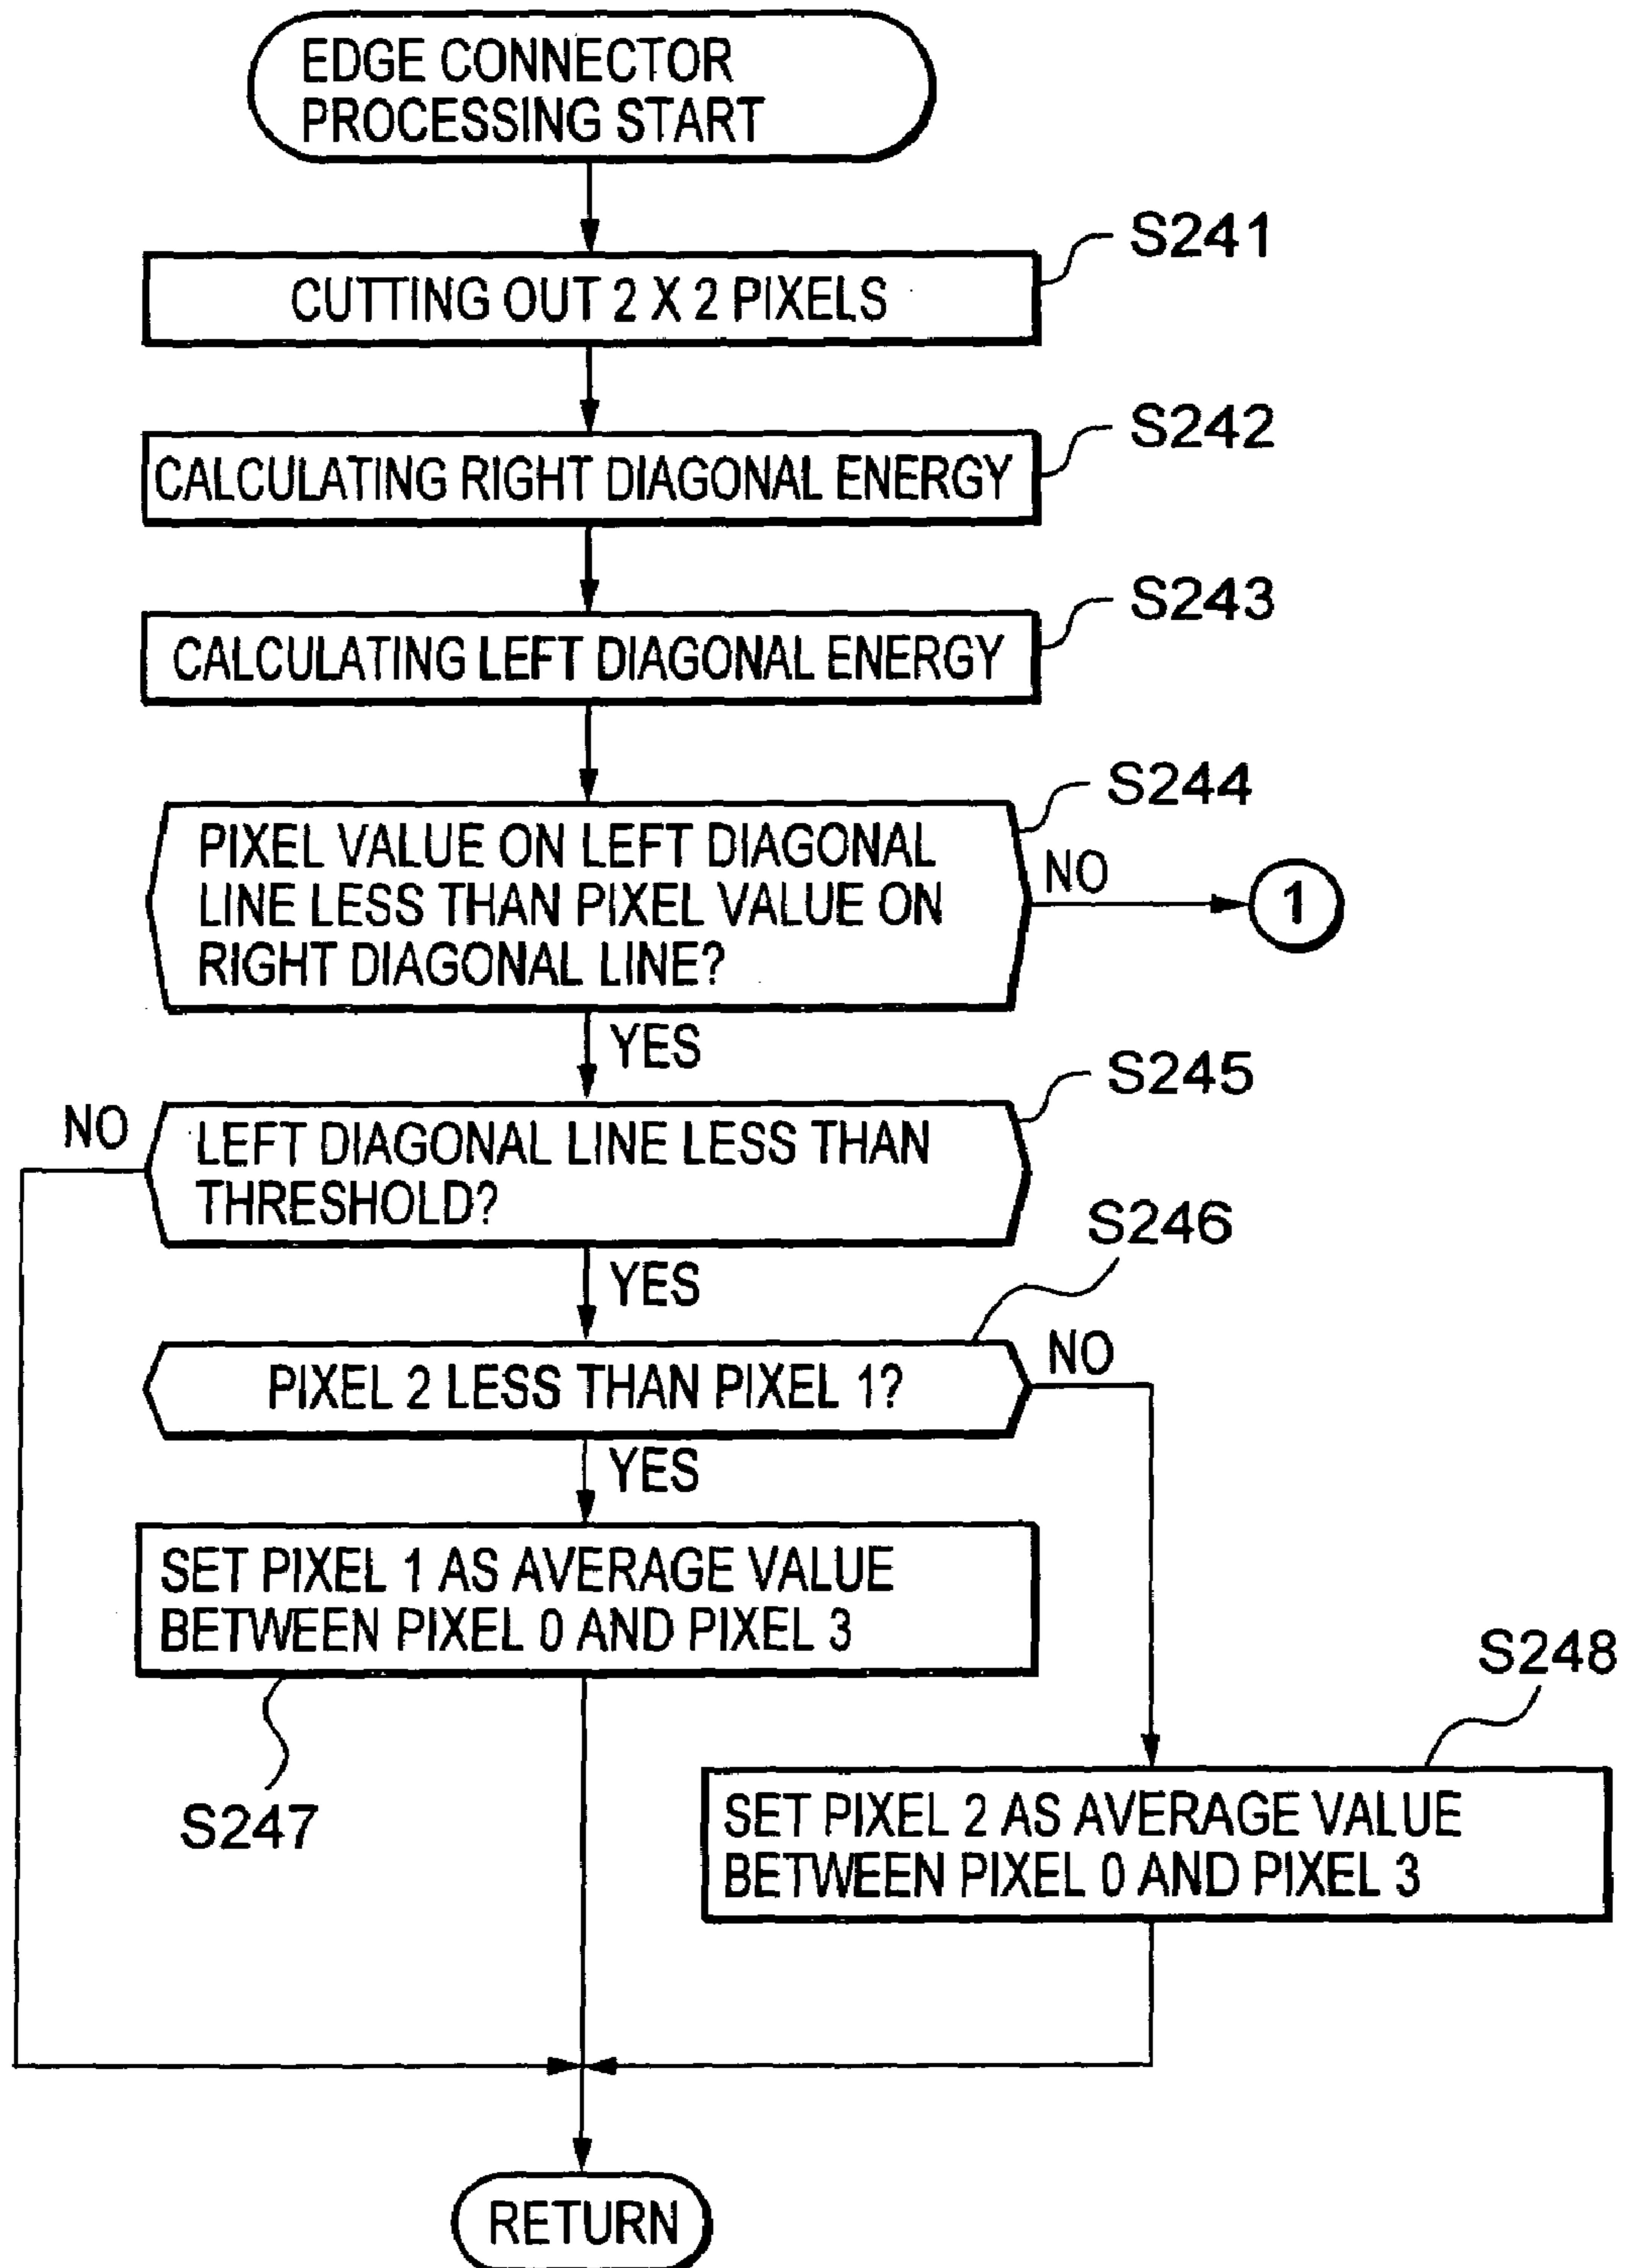 EDGE CONNECTOR
PROCESSING START
S241
CUTTING OUT 2 X 2 PIXELS
S242
CALCULATING RIGHT DIAGONAL ENERGY
S243
CALCULATING LEFT DIAGONAL ENERGY
S244
PIXEL VALUE ON LEFT DIAGONAL
LINE LESS THAN PIXEL VALUE ON
RIGHT DIAGONAL LINE?
NO
1
YES
S245
NO
LEFT DIAGONAL LINE LESS THAN
THRESHOLD?
S246
YES
PIXEL 2 LESS THAN PIXEL 1?
NO
YES
SET PIXEL 1 AS AVERAGE VALUE
BETWEEN PIXEL 0 AND PIXEL 3
S247
S248
SET PIXEL 2 AS AVERAGE VALUE
BETWEEN PIXEL 0 AND PIXEL 3
RETURN